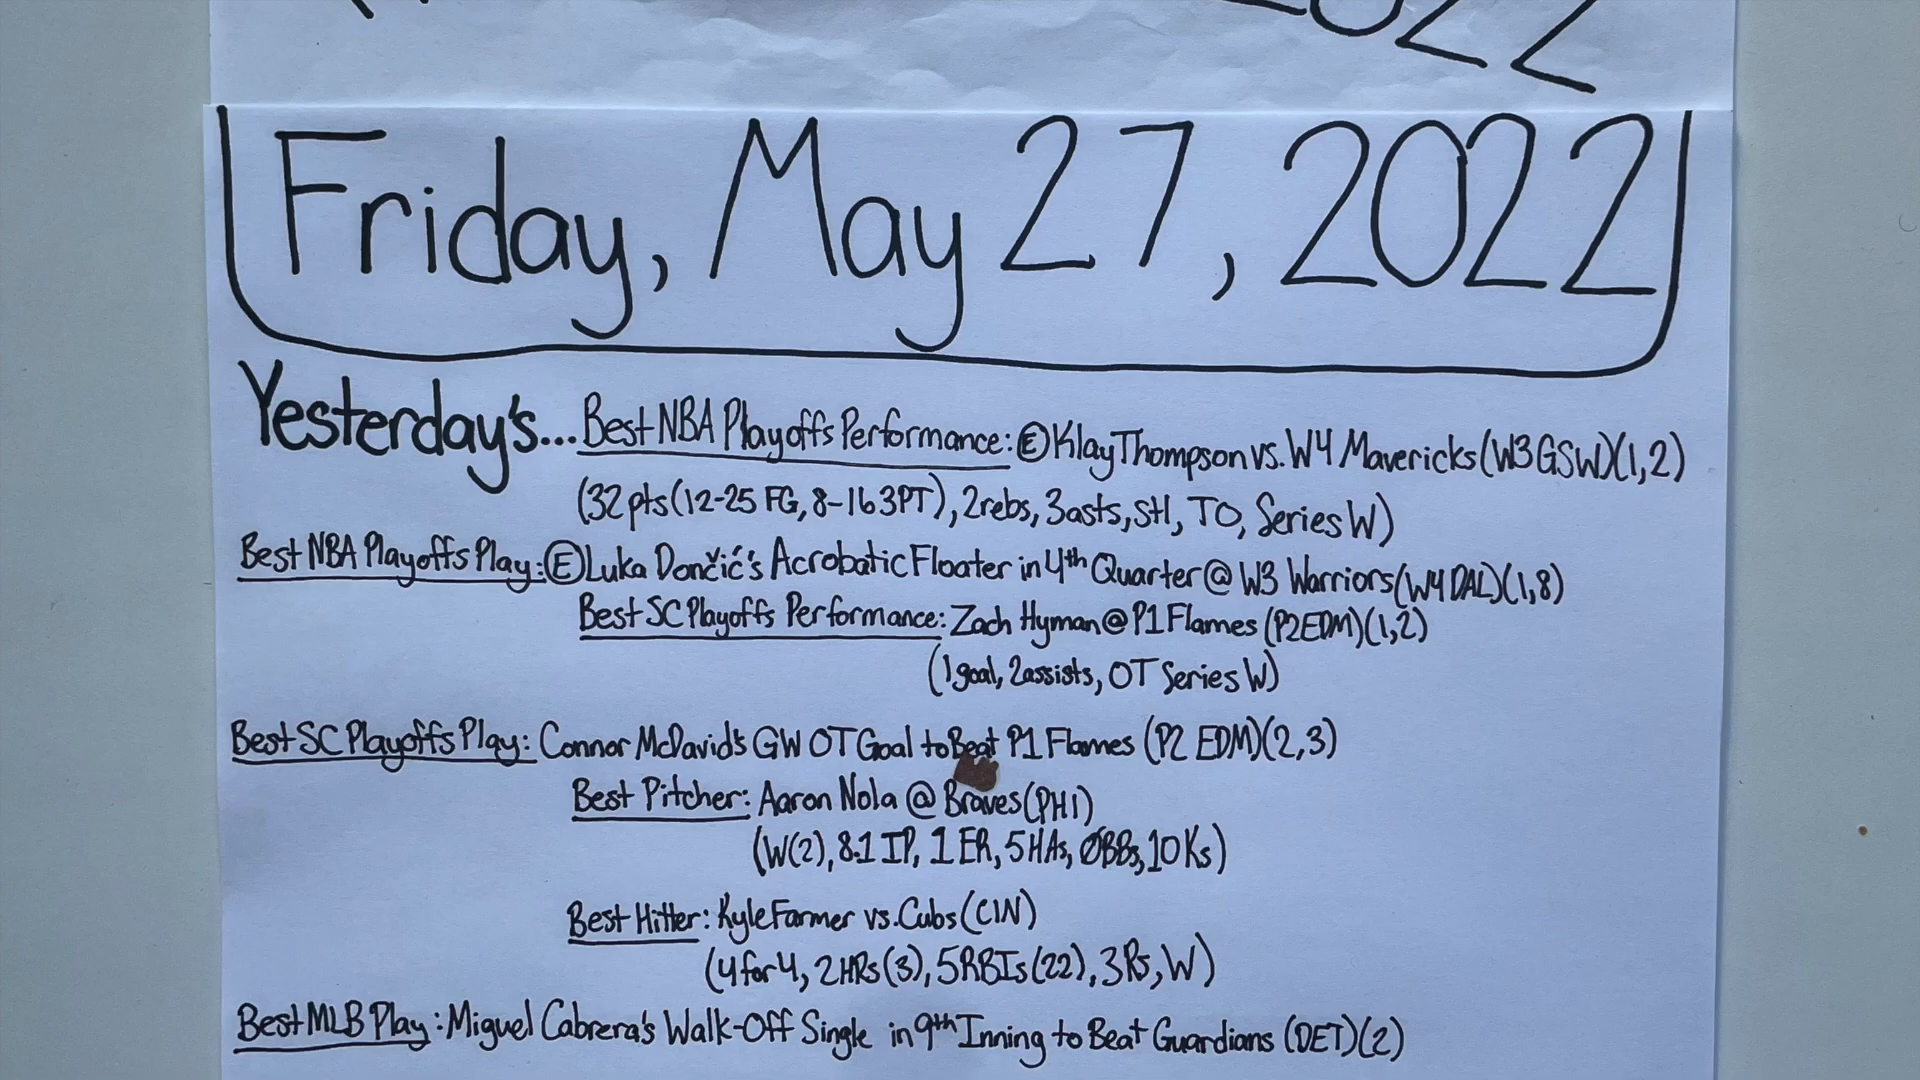 2022
Friday, May 27, 2022
Yesterday's... Best NBA Playoffs Performance: Ⓔ Klay Thompson vs. W4 Mavericks (W3 GSW)(1,2)
(32 pts (12-25 FG, 8-16 3PT), 2 rebs, 3 asts, stl, TO, Series W)
Best NBA Playoffs Play: Ⓔ Luka Dončić's Acrobatic Floater in 4th Quarter @ W3 Warriors (W4 DAL)(1,8)
Best SC Playoffs Performance: Zach Hyman @ P1 Flames (P2 EDM)(1,2)
(1 goal, 2 assists, OT Series W)
Best SC Playoffs Play: Connor McDavid's GW OT Goal to Beat P1 Flames (P2 EDM)(2,3)
Best Pitcher: Aaron Nola @ Braves (PHI)
(W(2), 8.1 IP, 1 ER, 5 HAs, 0 BBs, 10 Ks)
Best Hitter: Kyle Farmer vs. Cubs (CIN)
(4 for 4, 2 HRs (3), 5 RBIs (22), 3 Rs, W)
Best MLB Play: Miguel Cabrera's Walk-Off Single in 9th Inning to Beat Guardians (DET)(2)